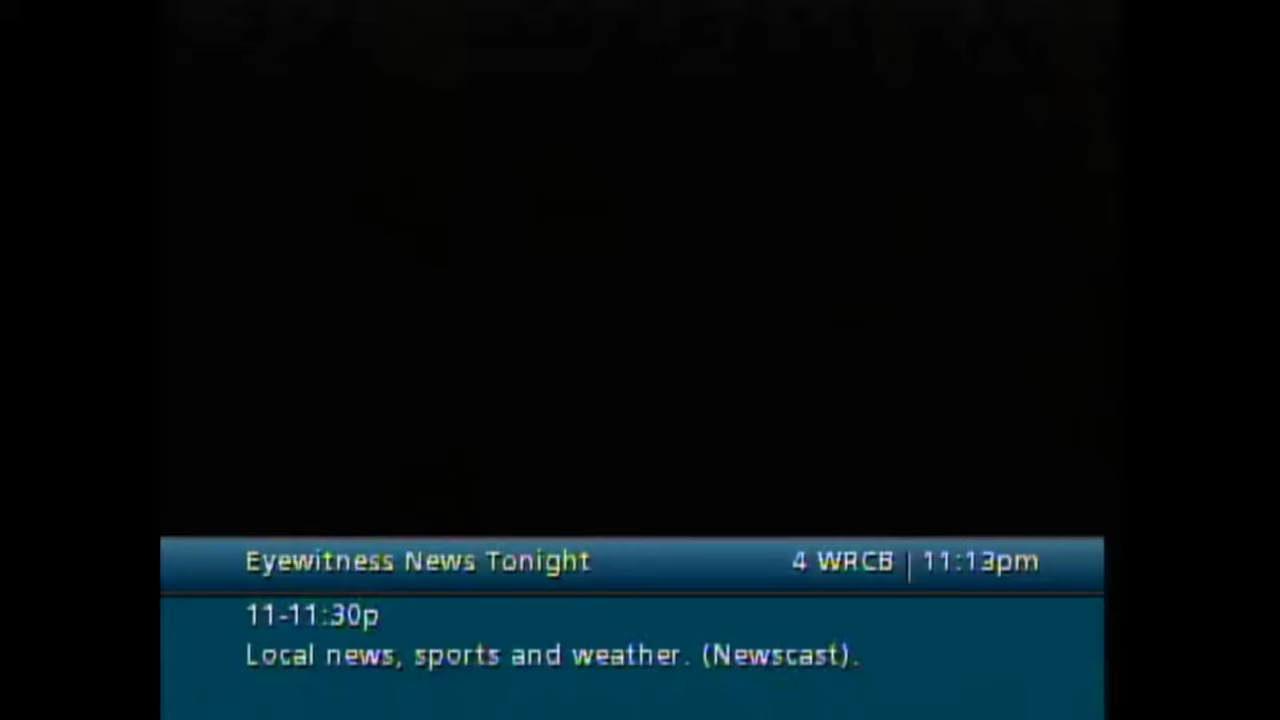 Eyewitness News Tonight 4 WRCB | 11:13pm
11-11:30p
Local news, sports and weather. (Newscast).